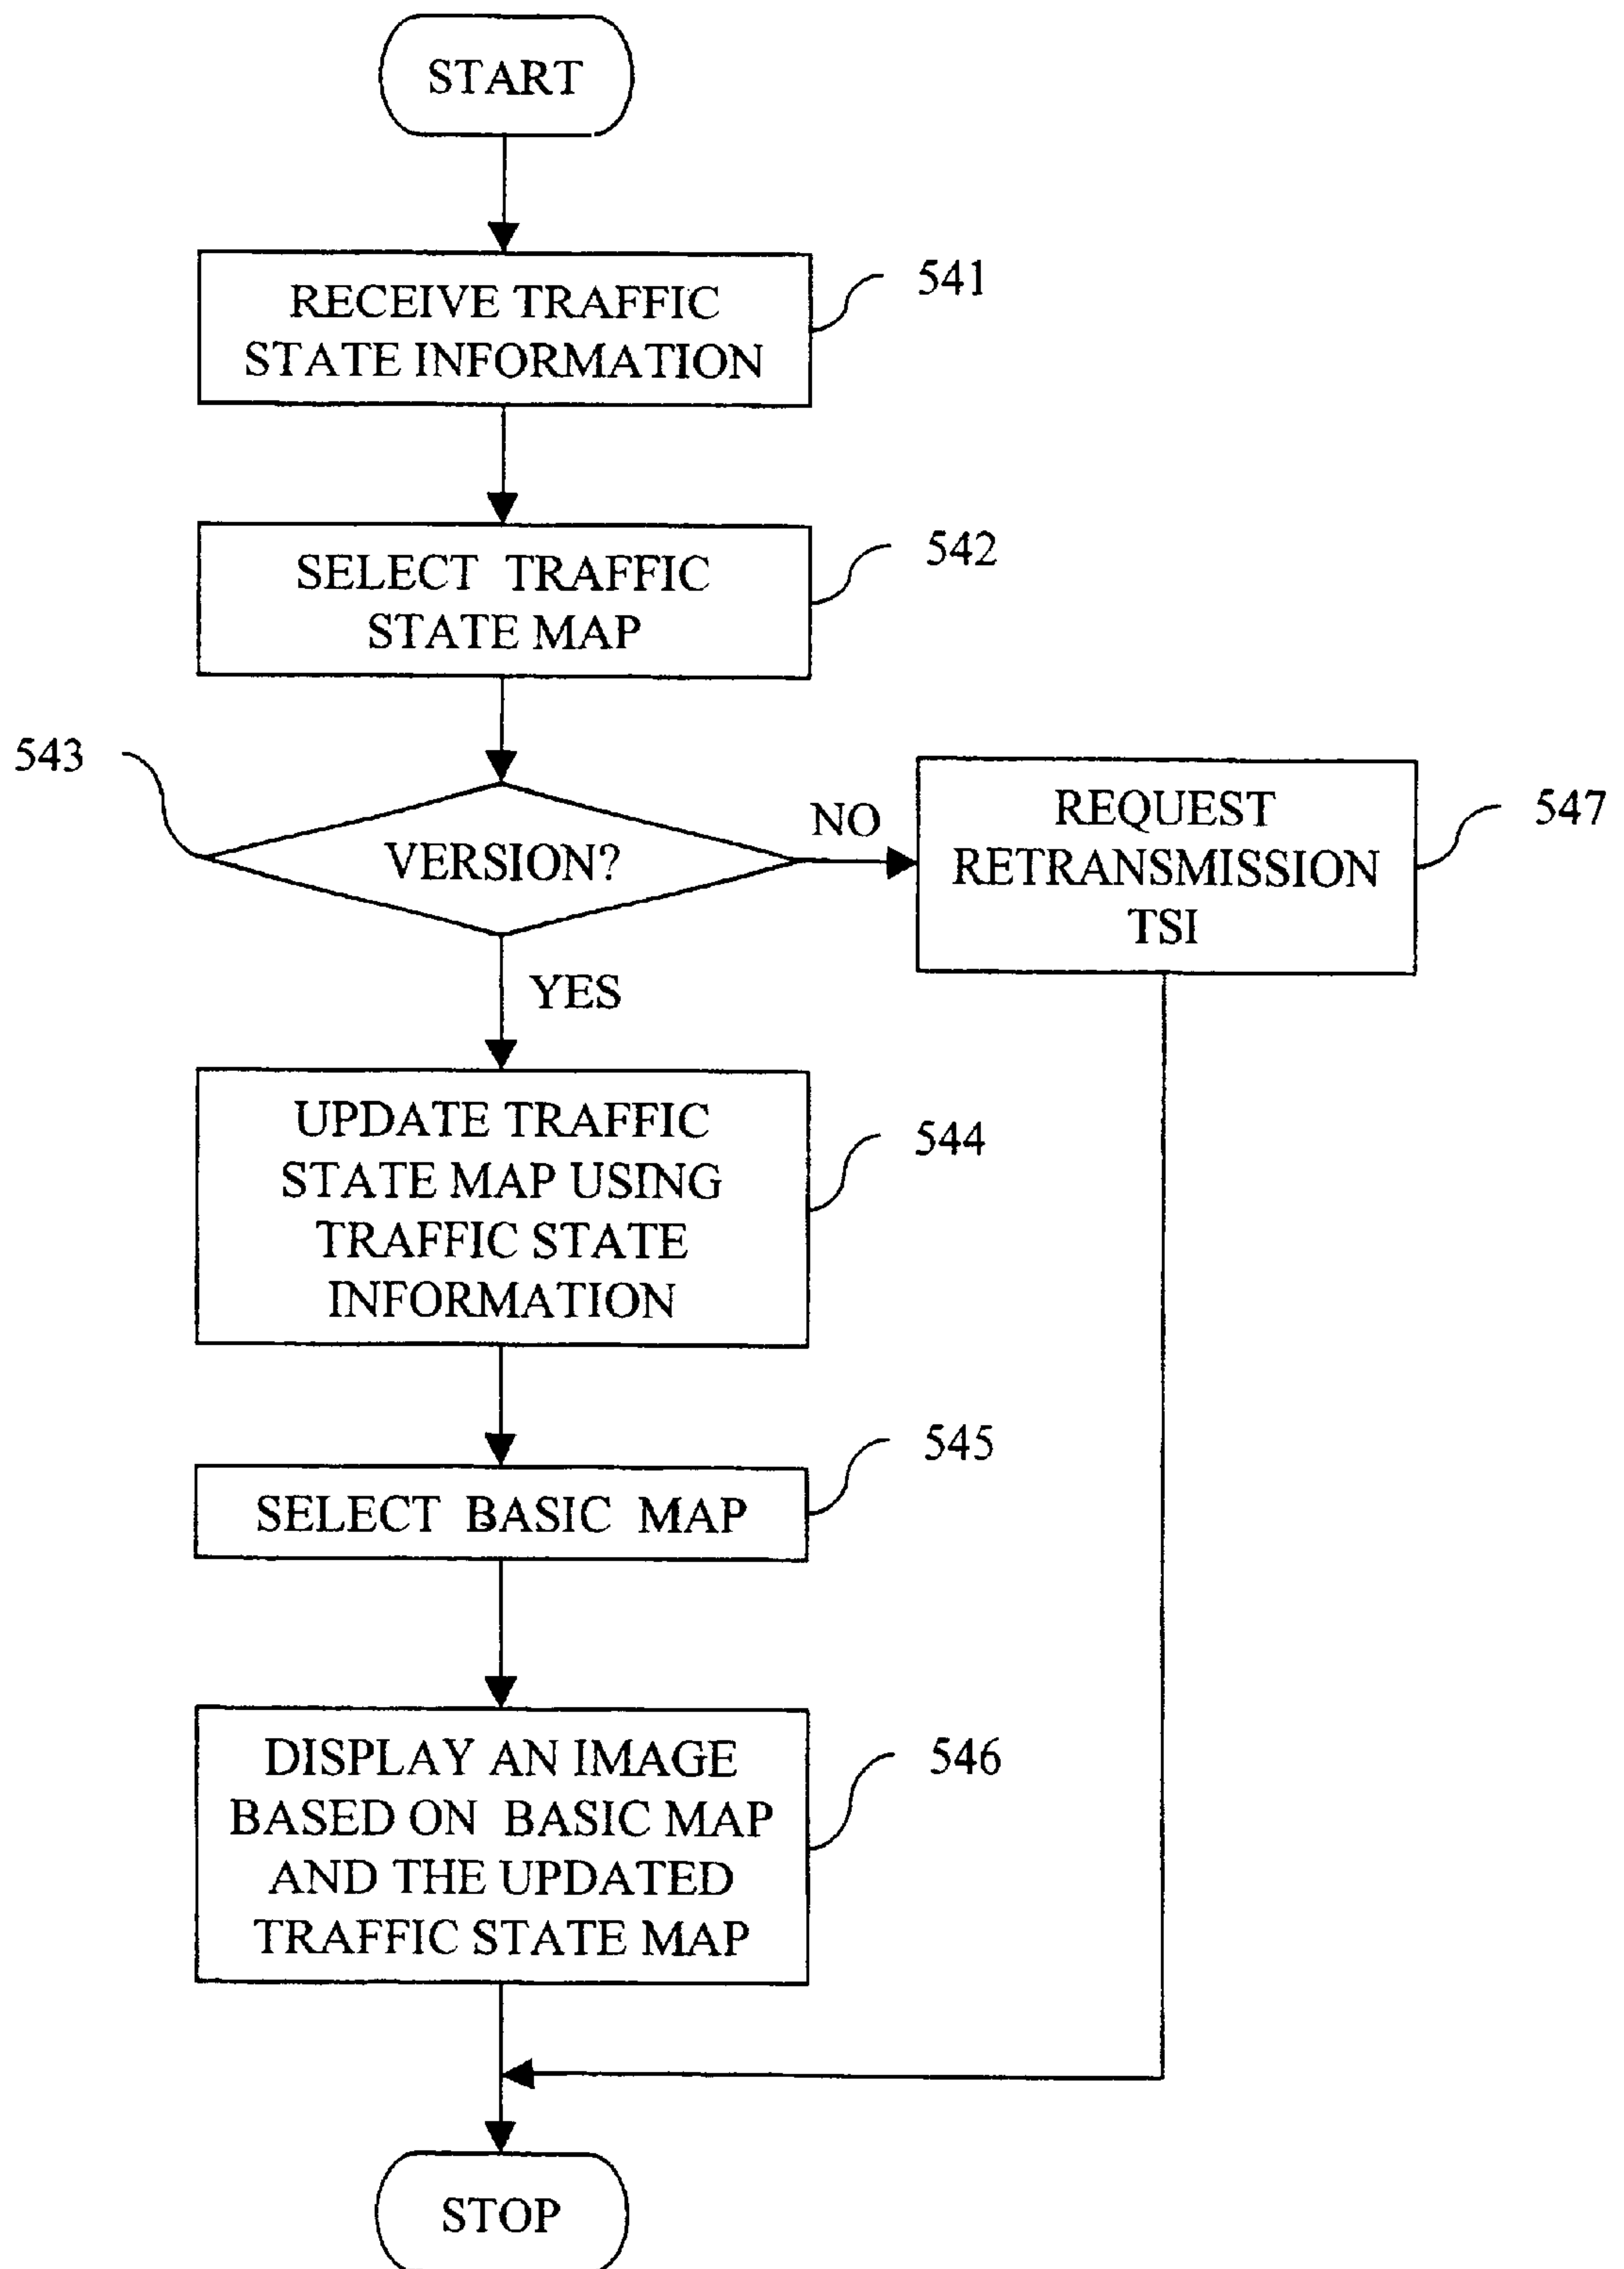 START
RECEIVE TRAFFIC
STATE INFORMATION
541
SELECT TRAFFIC
STATE MAP
542
543
VERSION?
NO
REQUEST
RETRANSMISSION
TSI
547
YES
UPDATE TRAFFIC
STATE MAP USING
TRAFFIC STATE
INFORMATION
544
SELECT BASIC MAP
545
DISPLAY AN IMAGE
BASED ON BASIC MAP
AND THE UPDATED
TRAFFIC STATE MAP
546
STOP